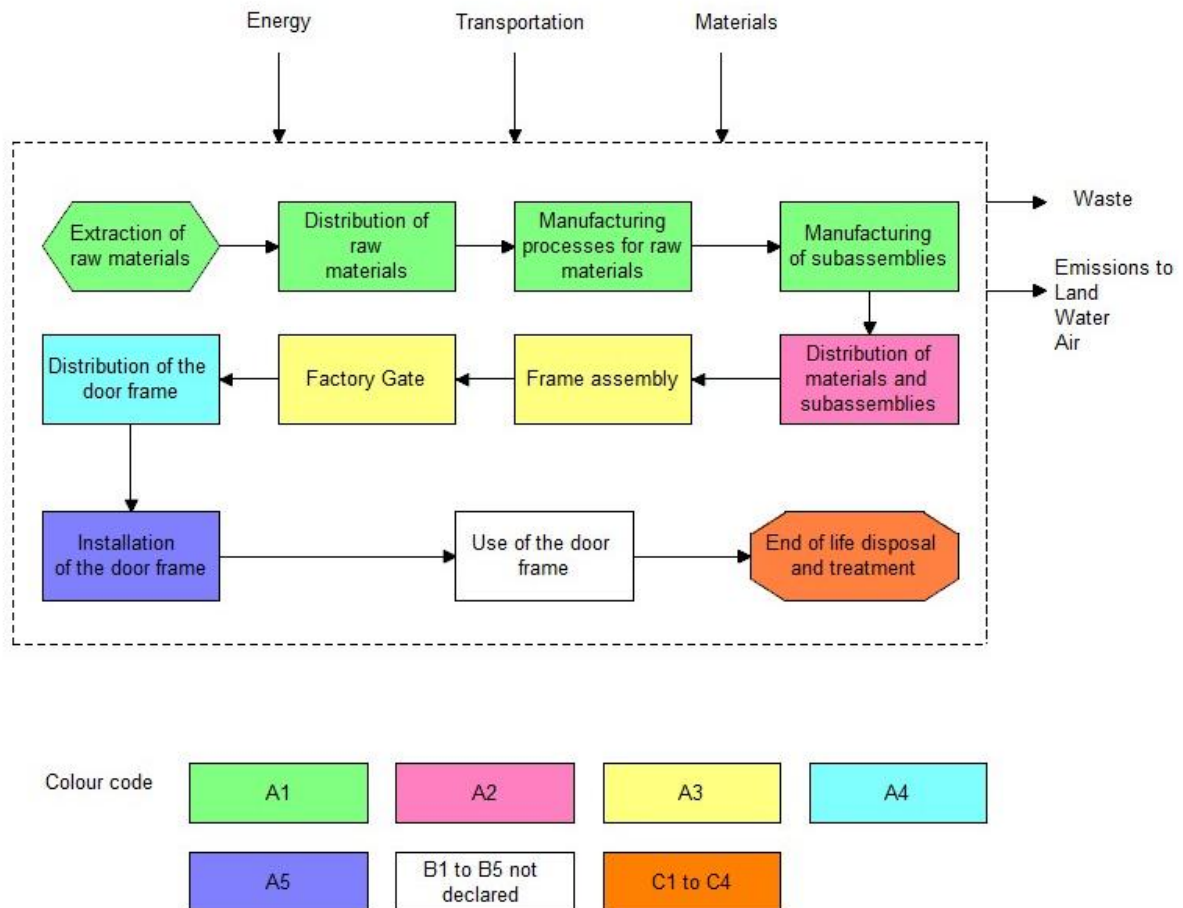 Energy
Transportation
Materials
Extraction of
raw materials
Distribution of
raw
materials
Manufacturing
processes for raw
materials
Manufacturing
of subassemblies
Waste
Emissions to
Land
Water
Air
Distribution of the
door frame
Factory Gate
Frame assembly
Distribution of
materials and
subassemblies
Installation
of the door frame
Use of the door
frame
End of life disposal
and treatment
Colour code
A1
A2
A3
A4
A5
B1 to B5 not
declared
C1 to C4